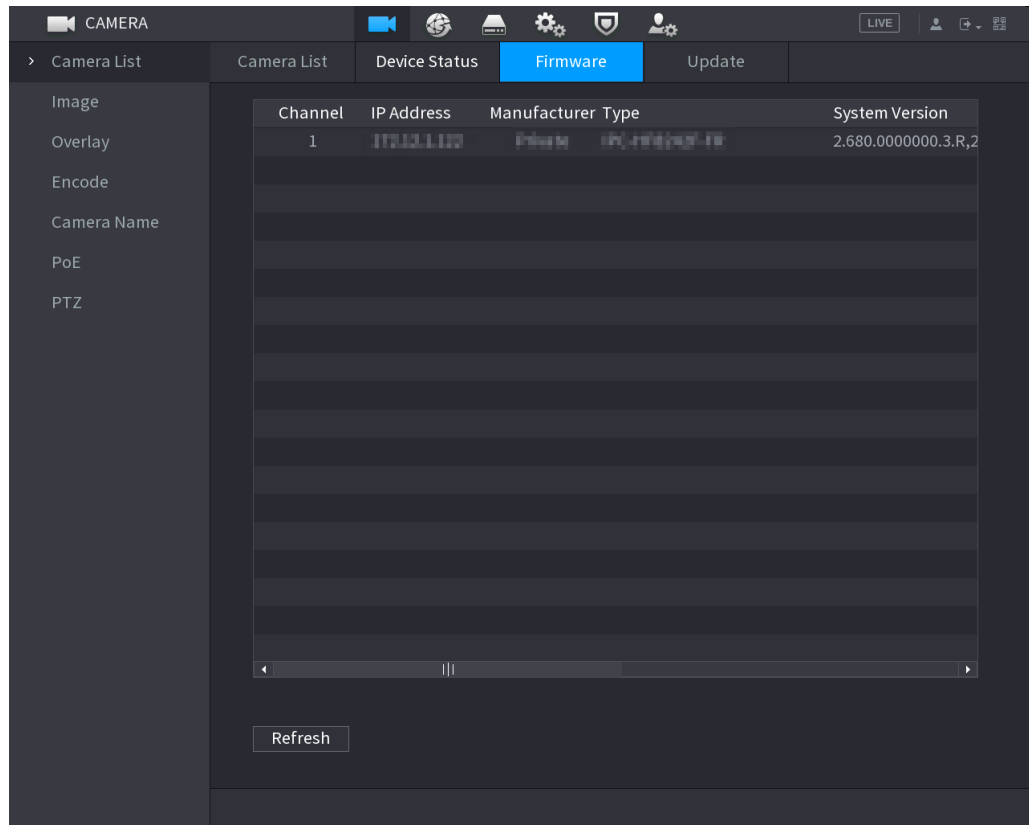 CAMERA LIVE
Camera List Camera List Device Status Firmware Update
Image
Overlay
Encode
Camera Name
PoE
PTZ
Channel IP Address Manufacturer Type System Version
1 2.680.0000000.3.R,2
Refresh